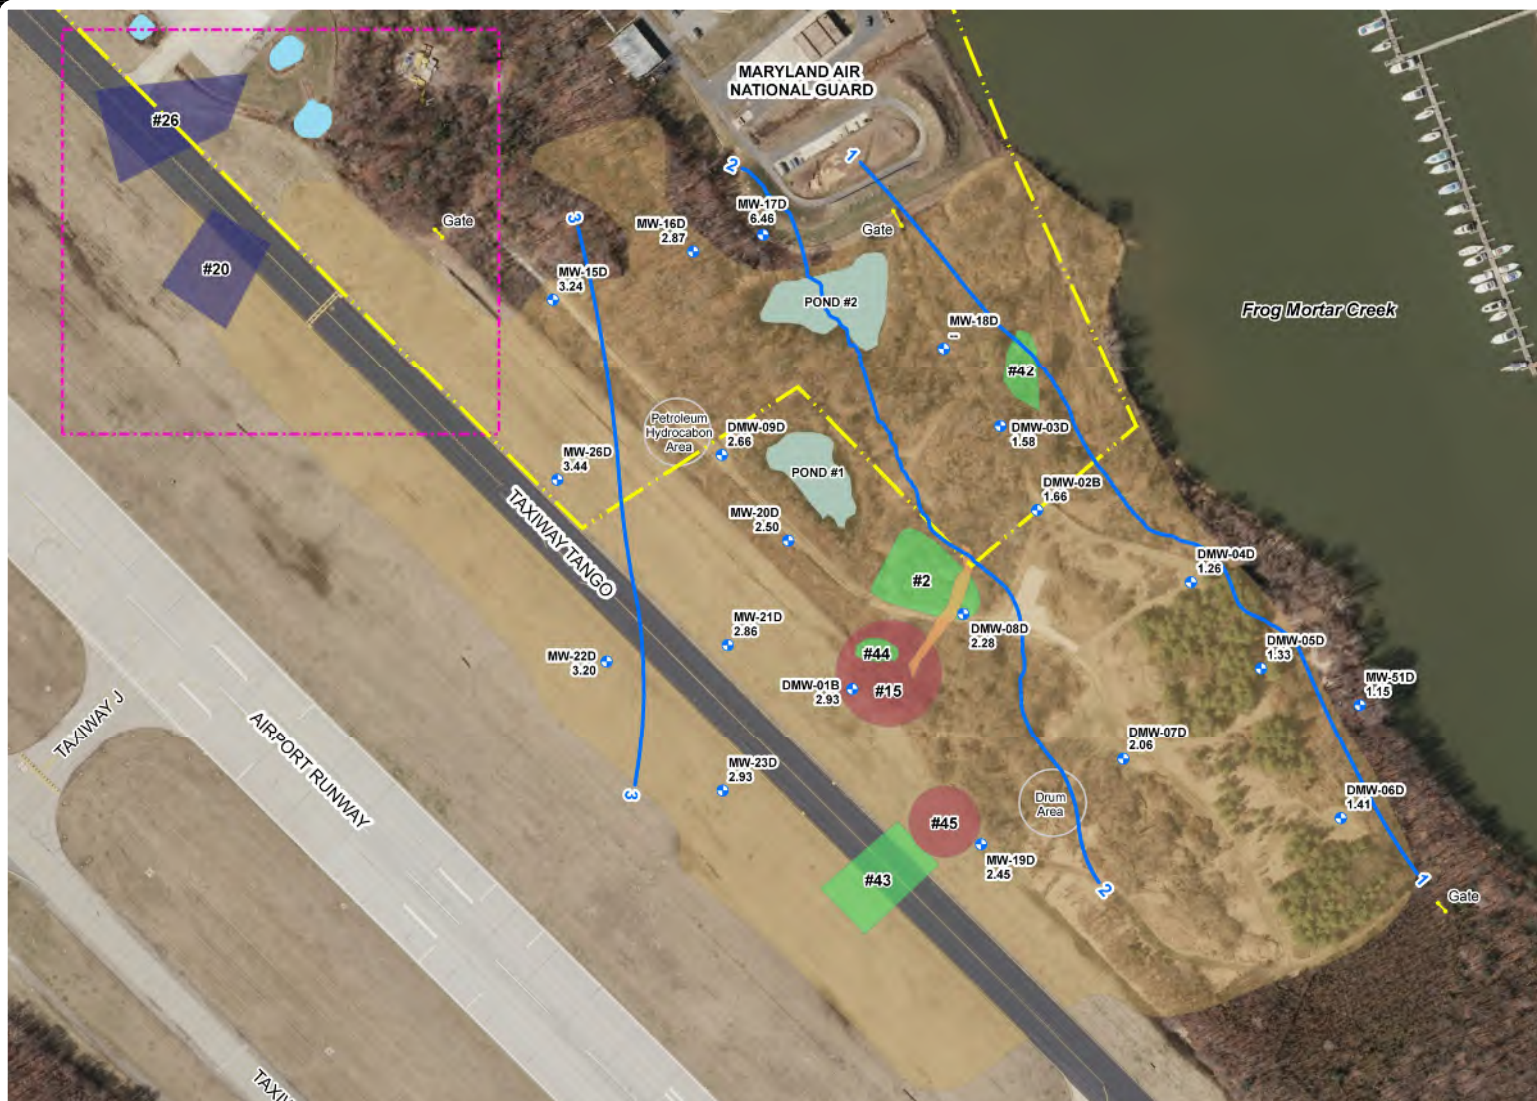 MARYLAND AIR
NATIONAL GUARD
#26
2
1
MW-17D
6.46
3
Gate
MW-16D
2.87
Gate
#20
MW-15D
3.24
POND #2
Frog Mortar Creek
MW-18D
--
#42
Petroleum
Hydrocabon
Area
DMW-09D
2.66
DMW-03D
1.58
MW-26D
3.44
POND #1
DMW-02B
1.66
TAXIWAY TANGO
MW-20D
2.50
DMW-04D
1.26
#2
MW-21D
2.86
DMW-08D
2.28
DMW-05D
1.33
MW-22D
3.20
#44
DMW-01B
2.93
#15
MW-51D
1.15
TAXIWAY J
AIRPORT RUNWAY
DMW-07D
2.06
MW-23D
2.93
3
Drum
Area
DMW-06D
1.41
#45
MW-19D
2.45
#43
2
1
Gate